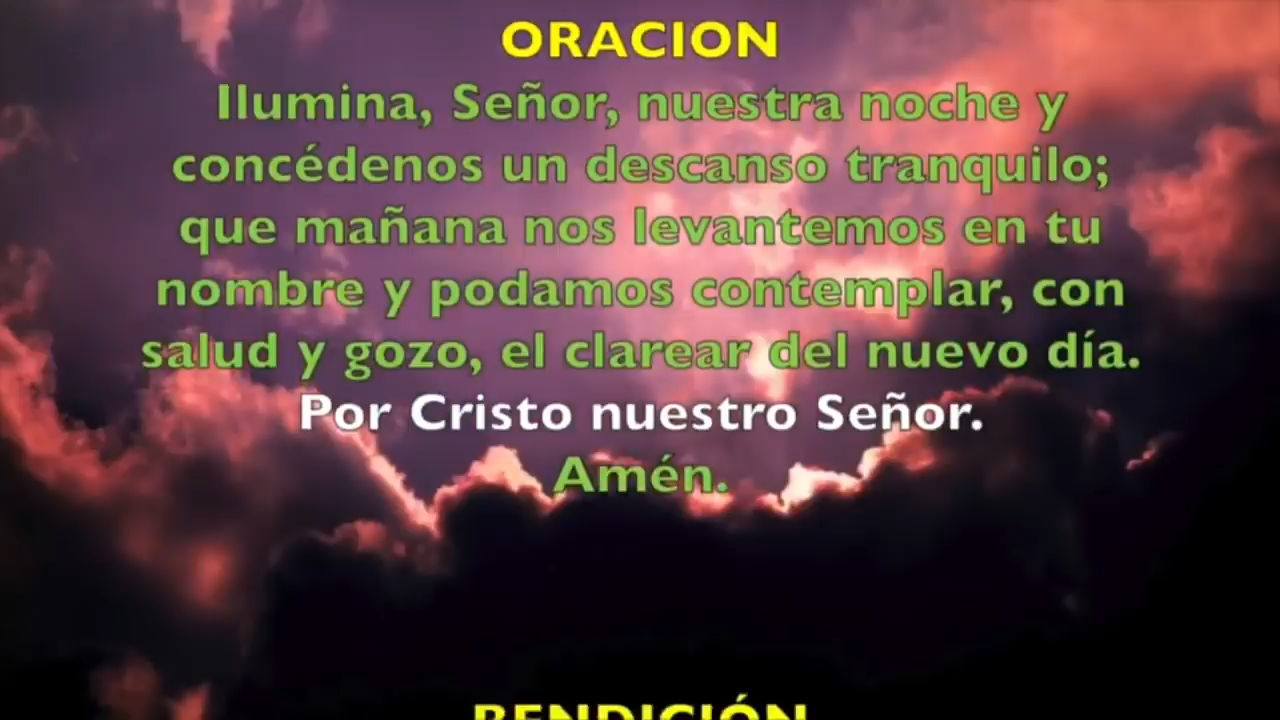 ORACION
Ilumina, Señor, nuestra noche y
concédenos un descanso tranquilo;
que mañana nos levantemos en tu
nombre y podamos contemplar, con
salud y gozo, el clarear del nuevo día.
Por Cristo nuestro Señor.
Amén.
BENDICIÓN